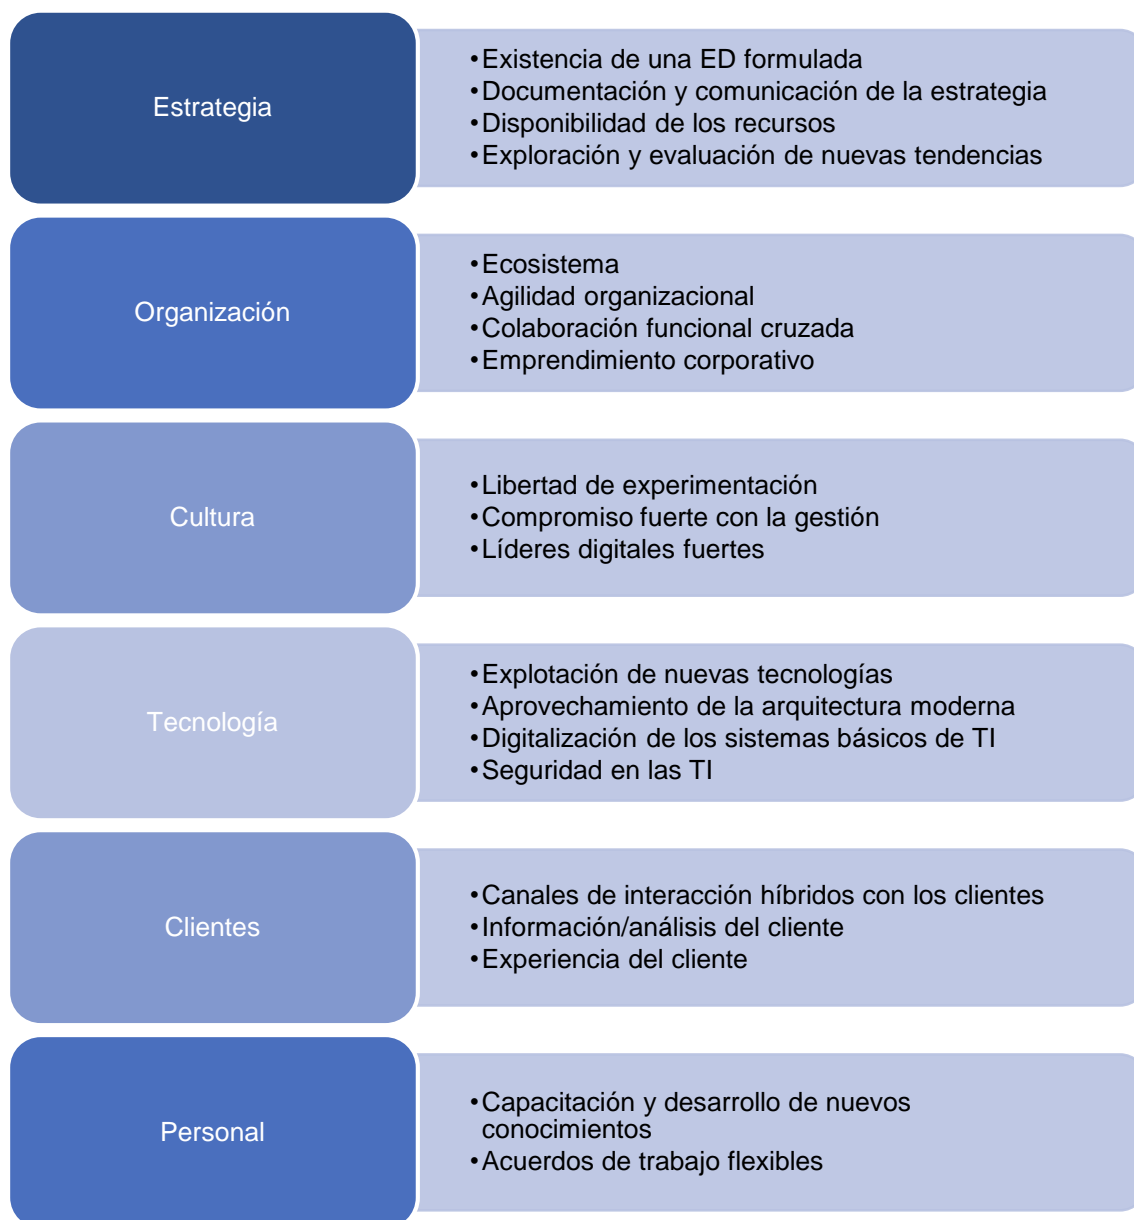 Estrategia
•Existencia de una ED formulada
•Documentación y comunicación de la estrategia
•Disponibilidad de los recursos
•Exploración y evaluación de nuevas tendencias
Organización
•Ecosistema
•Agilidad organizacional
•Colaboración funcional cruzada
•Emprendimiento corporativo
Cultura
•Libertad de experimentación
•Compromiso fuerte con la gestión
•Líderes digitales fuertes
Tecnología
•Explotación de nuevas tecnologías
•Aprovechamiento de la arquitectura moderna
•Digitalización de los sistemas básicos de TI
•Seguridad en las TI
Clientes
•Canales de interacción híbridos con los clientes
•Información/análisis del cliente
•Experiencia del cliente
Personal
•Capacitación y desarrollo de nuevos
conocimientos
•Acuerdos de trabajo flexibles